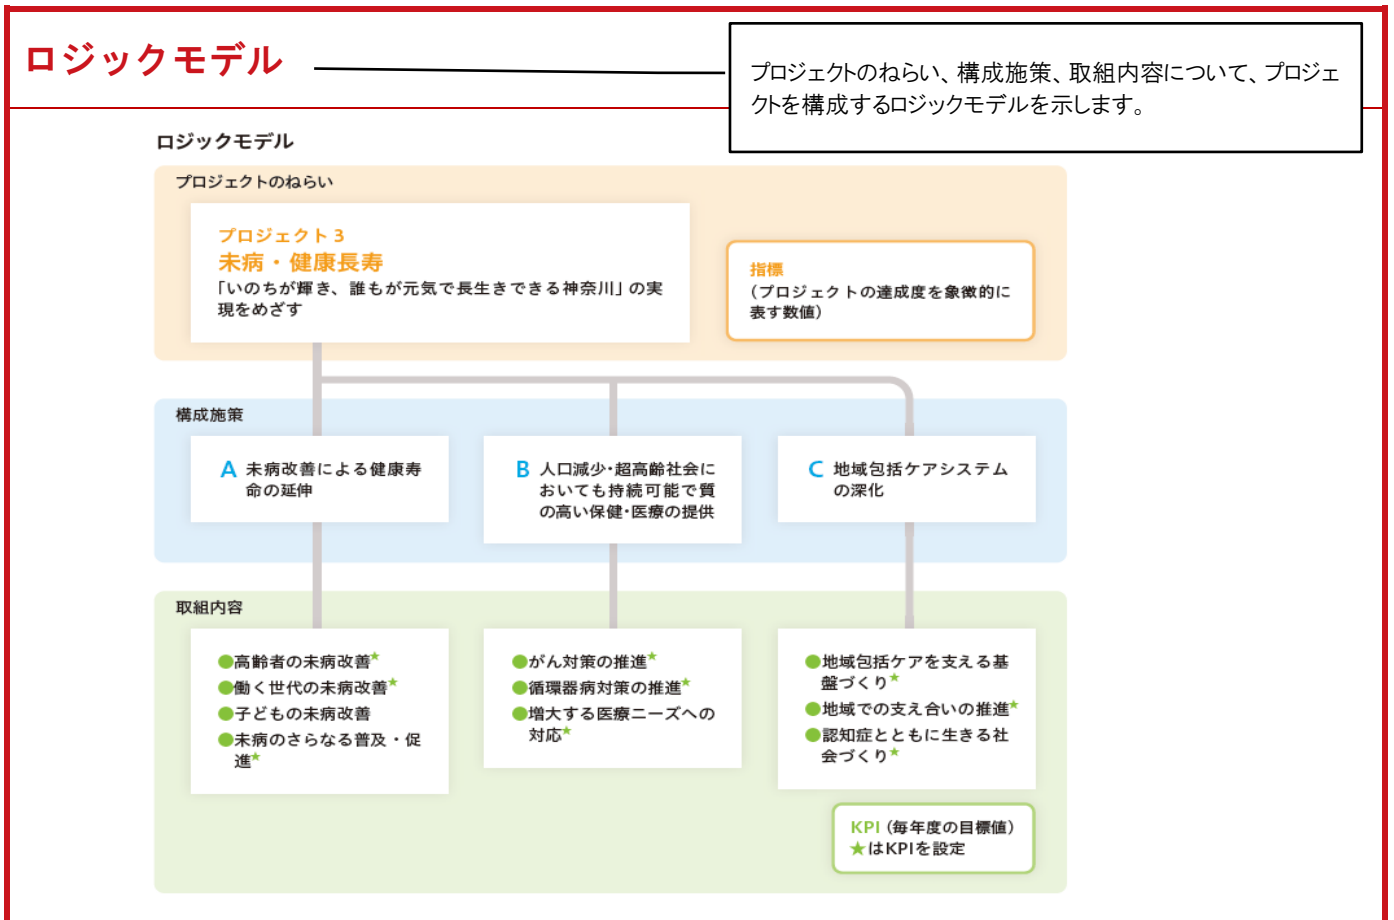 ロジックモデル
プロジェクトのねらい、構成施策、取組内容について、プロジェ
クトを構成するロジックモデルを示します。
ロジックモデル
プロジェクトのねらい
プロジェクト 3
未病・健康長寿
「いのちが輝き、誰もが元気で長生きできる神奈川」の実
現をめざす
指標
(プロジェクトの達成度を象徴的に
表す数値)
構成施策
A 未病改善による健康寿
命の延伸
B 人口減少・超高齢社会に
おいても持続可能で質
の高い保健・医療の提供
C 地域包括ケアシステム
の深化
取組内容
●高齢者の未病改善★
●働く世代の未病改善★
●子どもの未病改善
●未病のさらなる普及・促
進★
●がん対策の推進★
●循環器病対策の推進★
●増大する医療ニーズへの
対応★
●地域包括ケアを支える基
盤づくり★
●地域での支え合いの推進★
●認知症とともに生きる社
会づくり★
KPI (毎年度の目標値)
★はKPIを設定